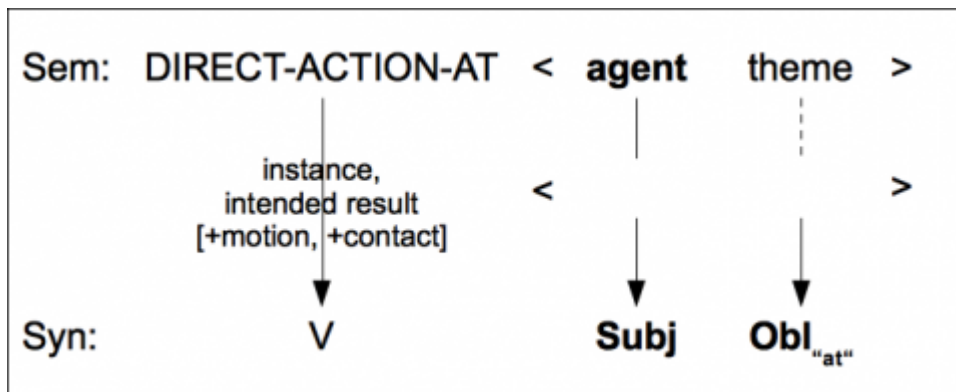 Sem: DIRECT-ACTION-AT < agent theme >
instance,
intended result
[+motion, +contact]
< >
Syn: V Subj Obl“at“